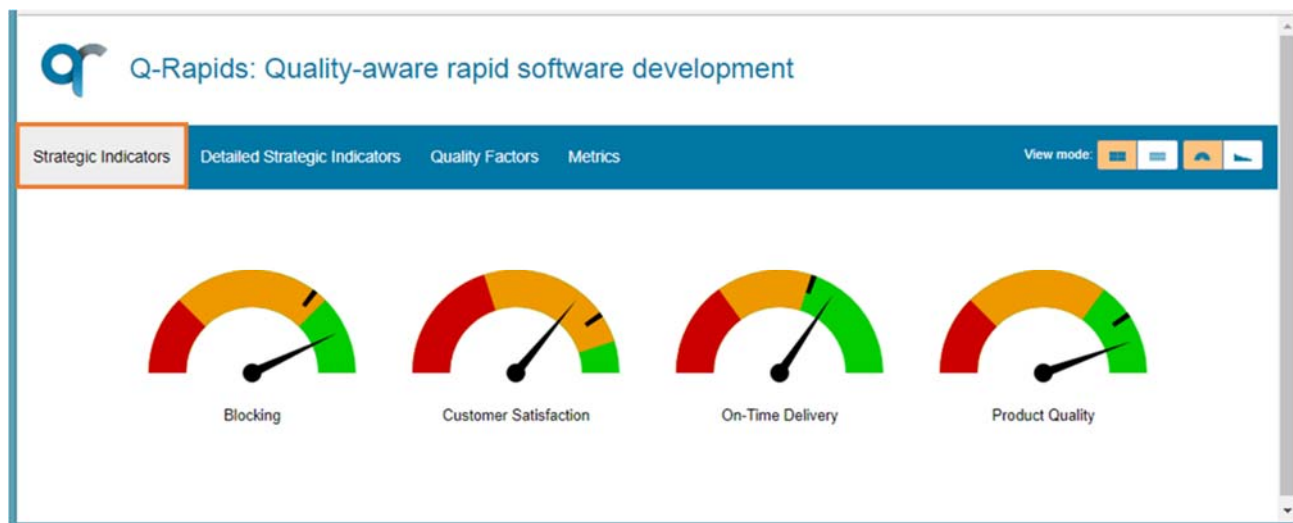 qr
Q-Rapids: Quality-aware rapid software development
Strategic Indicators Detailed Strategic Indicators Quality Factors Metrics View mode:
Blocking Customer Satisfaction On-Time Delivery Product Quality